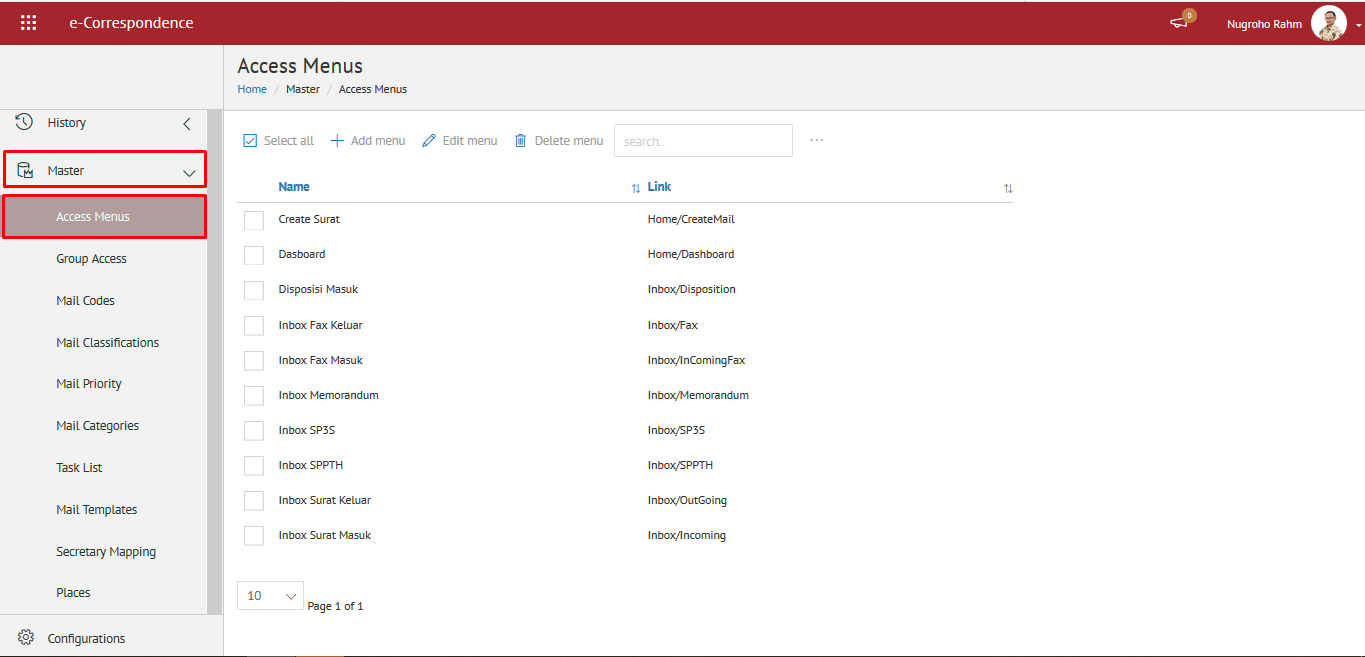 e-Correspondence
0
Nugroho Rahm
Access Menus
Home / Master / Access Menus
History
Master
Access Menus
Group Access
Mail Codes
Mail Classifications
Mail Priority
Mail Categories
Task List
Mail Templates
Secretary Mapping
Places
Configurations
Select all Add menu Edit menu Delete menu search.. ...
Name Link
Create Surat Home/CreateMail
Dasboard Home/Dashboard
Disposisi Masuk Inbox/Disposition
Inbox Fax Keluar Inbox/Fax
Inbox Fax Masuk Inbox/InComingFax
Inbox Memorandum Inbox/Memorandum
Inbox SP3S Inbox/SP3S
Inbox SPPTH Inbox/SPPTH
Inbox Surat Keluar Inbox/OutGoing
Inbox Surat Masuk Inbox/Incoming
10 Page 1 of 1